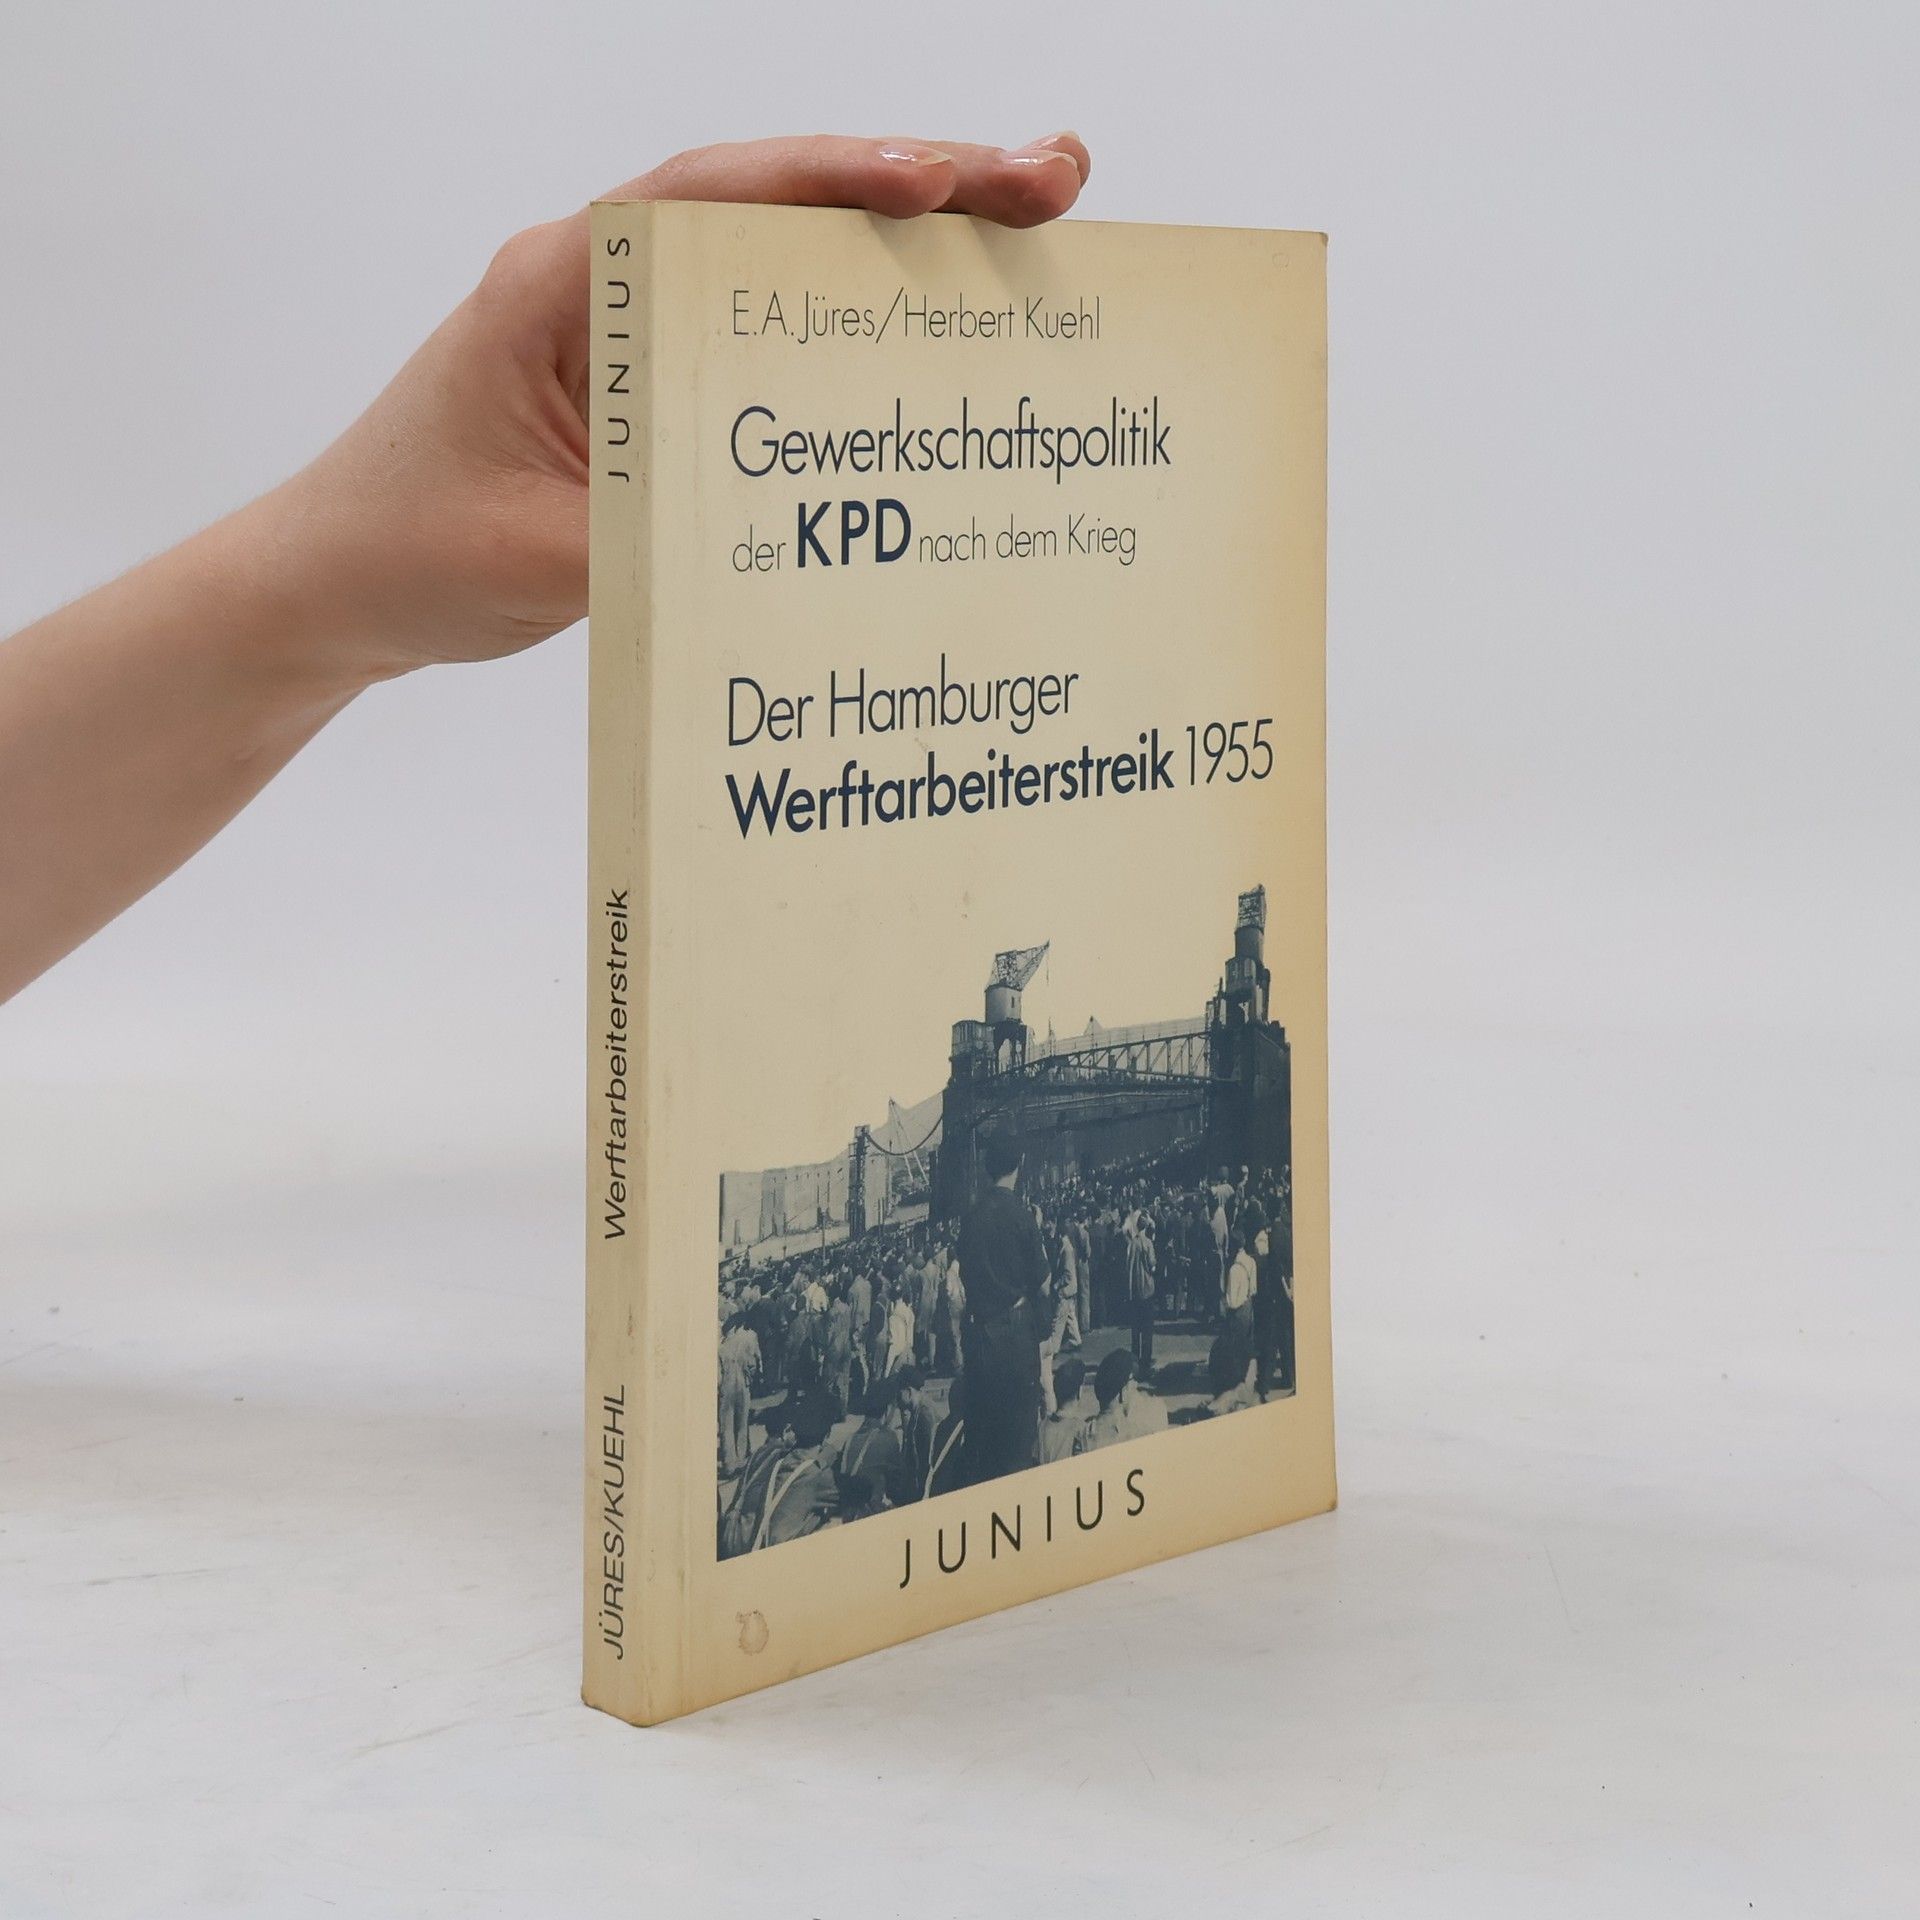 E.A. Jüres/Herbert Kuehl
Gewerkschaftspolitik
der KPD nach dem Krieg
Der Hamburger
Werftarbeiterstreik 1955
JUNIUS
JÜRES/KUEHL Werftarbeiterstreik JUNIUS